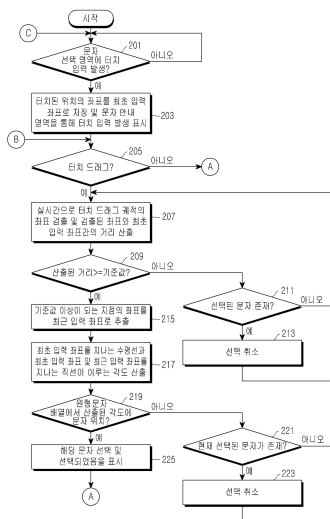 시작
C
201
문자
선택 영역에 터치
입력 발생?
아니오
예
터치된 위치의 좌표를 최초 입력
좌표로 저장 및 문자 안내
영역을 통해 터치 입력 발생 표시
203
B
205
터치 드래그?
아니오
A
예
실시간으로 터치 드래그 궤적의
좌표 검출 및 검출된 좌표와 최초
입력 좌표간의 거리 산출
207
209
산출된 거리>=기준값?
아니오
예
211
선택된 문자 존재?
아니오
예
213
선택 취소
기준값 이상이 되는 지점의 좌표를
최근 입력 좌표로 추출
215
최초 입력 좌표를 지나는 수평선과
최초 입력 좌표 및 최근 입력 좌표를
지나는 직선이 이루는 각도 산출
217
219
원형문자
배열에서 산출된 각도에
문자 위치?
아니오
예
221
현재 선택된 문자가 존재?
아니오
예
223
선택 취소
해당 문자 선택 및
선택되었음을 표시
225
A